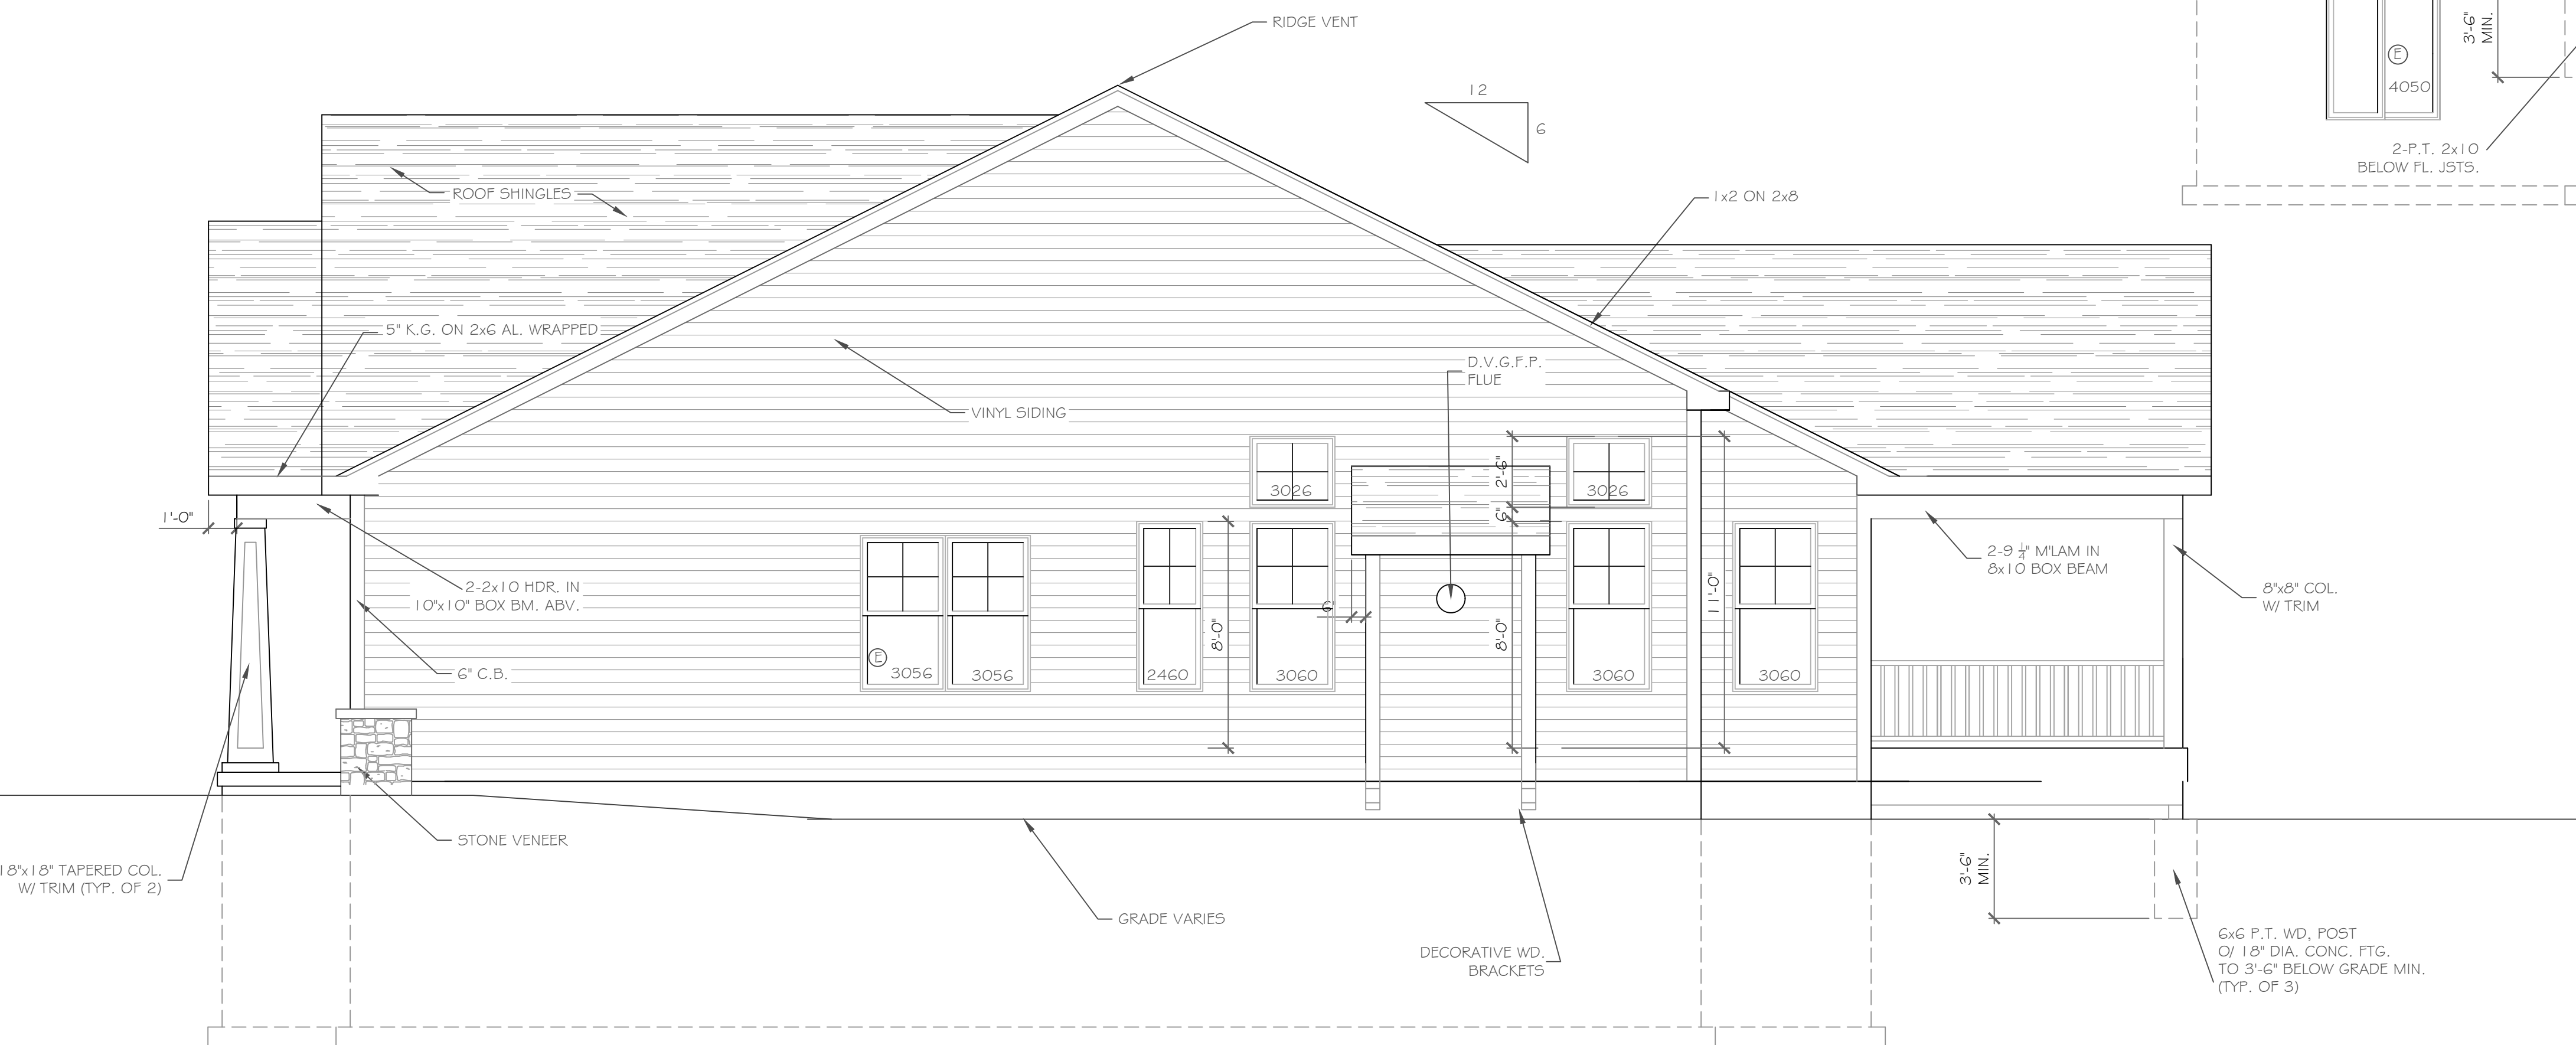 RIDGE VENT
12
6
3'-6"
MIN.
E
4050
2-P.T. 2x10
BELOW FL. JSTS.
ROOF SHINGLES
1x2 ON 2x8
5" K.G. ON 2x6 AL. WRAPPED
D.V.G.F.P.
FLUE
VINYL SIDING
3026
2'-6"
3026
6"
1'-0"
2-2x10 HDR. IN
10"x10" BOX BM. ABV.
2-9 1/4" M'LAM IN
8x10 BOX BEAM
8"x8" COL.
W/ TRIM
11'-0"
6"
8'-0"
8'-0"
6" C.B.
E
3056
3056
2460
3060
3060
3060
STONE VENEER
18"x18" TAPERED COL.
W/ TRIM (TYP. OF 2)
3'-6"
MIN.
GRADE VARIES
DECORATIVE WD.
BRACKETS
6x6 P.T. WD, POST
O/ 18" DIA. CONC. FTG.
TO 3'-6" BELOW GRADE MIN.
(TYP. OF 3)